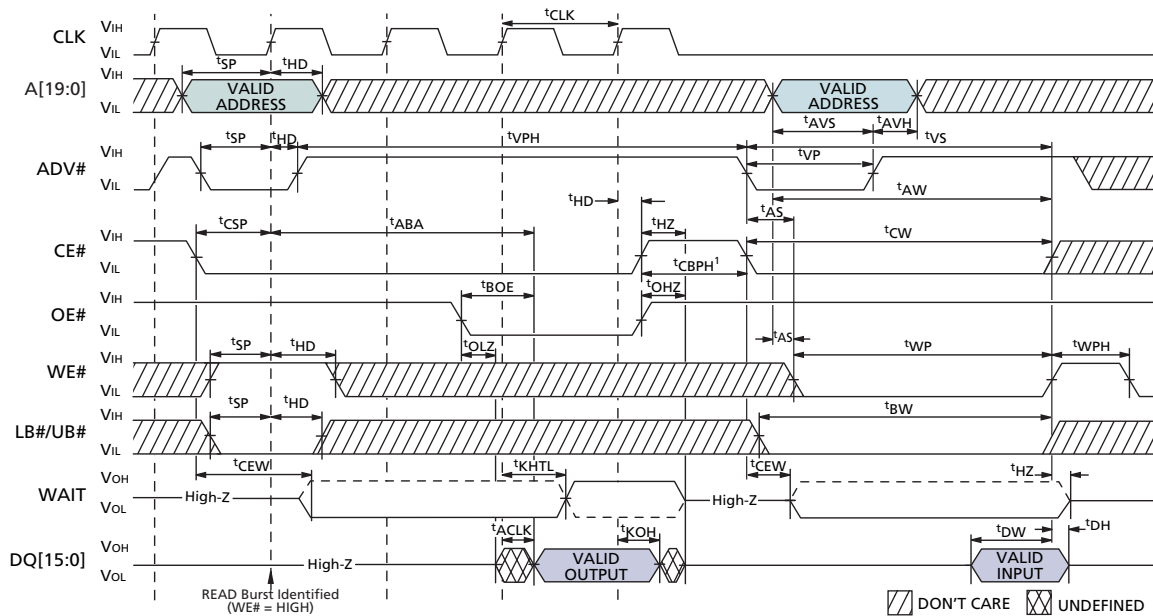 tCLK
CLK VIH
VIL
tSP tHD
A[19:0] VIH
VIL
VALID ADDRESS
VALID ADDRESS
tAVS tAVH
tSP tHD tVPH tVS
ADV# VIH
VIL
tVP
tAW
tHD
tAS
tCSP tABA tHZ
CE# VIH
VIL
tCW
tCBPH1
tBOE tOHZ
OE# VIH
VIL
tOLZ
tAS
tSP tHD tWP tWPH
WE# VIH
VIL
tSP tHD tBW
LB#/UB# VIH
VIL
tCEW tKHTL tCEW tHZ
WAIT VOH
VOL
High-Z
High-Z
tACLK tKOH tDW tDH
DQ[15:0] VOH
VOL
High-Z
VALID OUTPUT
VALID INPUT
READ Burst Identified
(WE# = HIGH)
DON'T CARE UNDEFINED